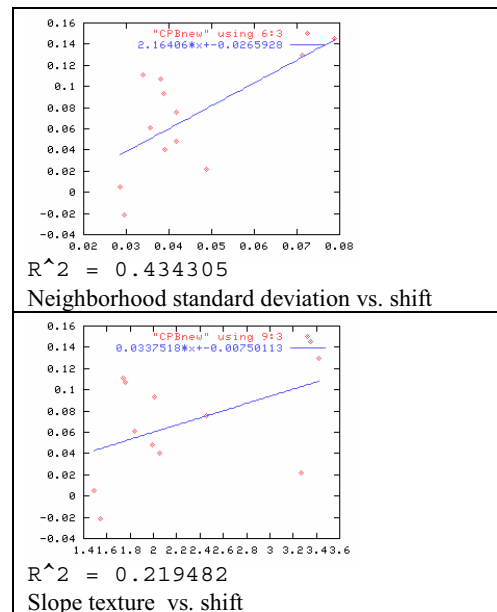 0.16
"CPBnew" using 6:3
0.14
2.16406*x+-0.0265928
0.12
0.1
0.08
0.06
0.04
0.02
0
-0.02
-0.04
0.02 0.03 0.04 0.05 0.06 0.07 0.08
R^2 = 0.434305
Neighborhood standard deviation vs. shift
0.16
"CPBnew" using 9:3
0.14
0.0337518*x+-0.00750113
0.12
0.1
0.08
0.06
0.04
0.02
0
-0.02
-0.04
1.41.61.8 2 2.22.42.62.8 3 3.23.43.6
R^2 = 0.219482
Slope texture vs. shift